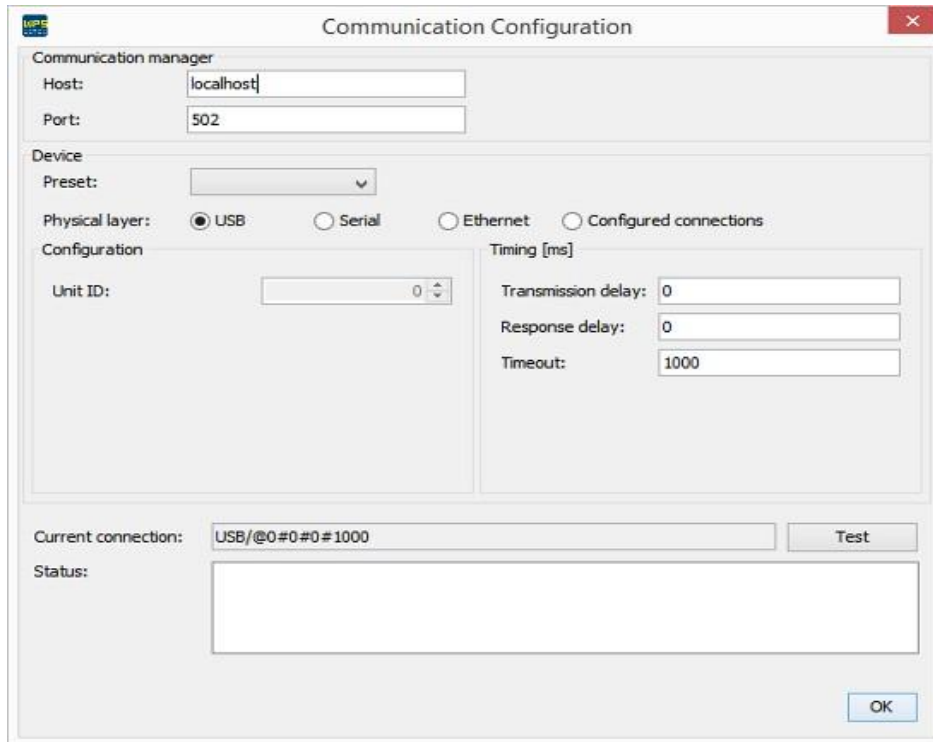 WPS
Communication Configuration
Communication manager
Host: localhost
Port: 502
Device
Preset:
Physical layer: USB Serial Ethernet Configured connections
Configuration Timing [ms]
Unit ID: 0 Transmission delay: 0
Response delay: 0
Timeout: 1000
Current connection: USB/@0#0#0#1000 Test
Status:
OK